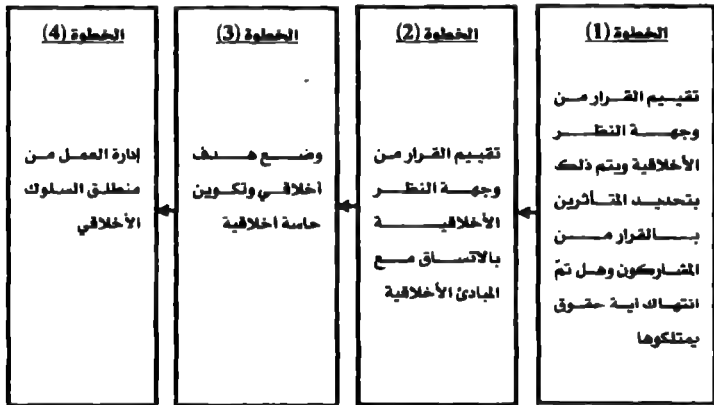 الخطوة (1)
تقييم القرار من
وجهة النظر
الأخلاقية ويتم ذلك
بتحديد المتأثرين
بالقرار من
المشاركون وهل تمّ
انتهاك اية حقوق
يمتلكوها
الخطوة (2)
تقييم القرار من
وجهة النظر
الأخلاقية
بالاتساق مع
المبادئ الأخلاقية
الخطوة (3)
وضع هدف
أخلاقي وتكوين
حاسة اخلاقية
الخطوة (4)
إدارة العمل من
منطلق السلوك
الأخلاقي